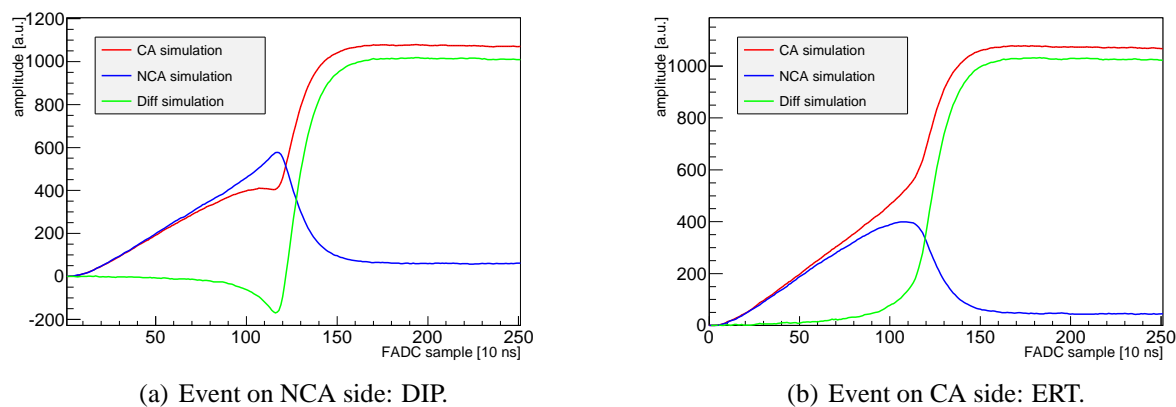 amplitude [a.u.]
1200
1000
800
600
400
200
0
-200
CA simulation
NCA simulation
Diff simulation
50
100
150
200
250
FADC sample [10 ns]
(a) Event on NCA side: DIP.
amplitude [a.u.]
1000
800
600
400
200
0
CA simulation
NCA simulation
Diff simulation
0
50
100
150
200
250
FADC sample [10 ns]
(b) Event on CA side: ERT.